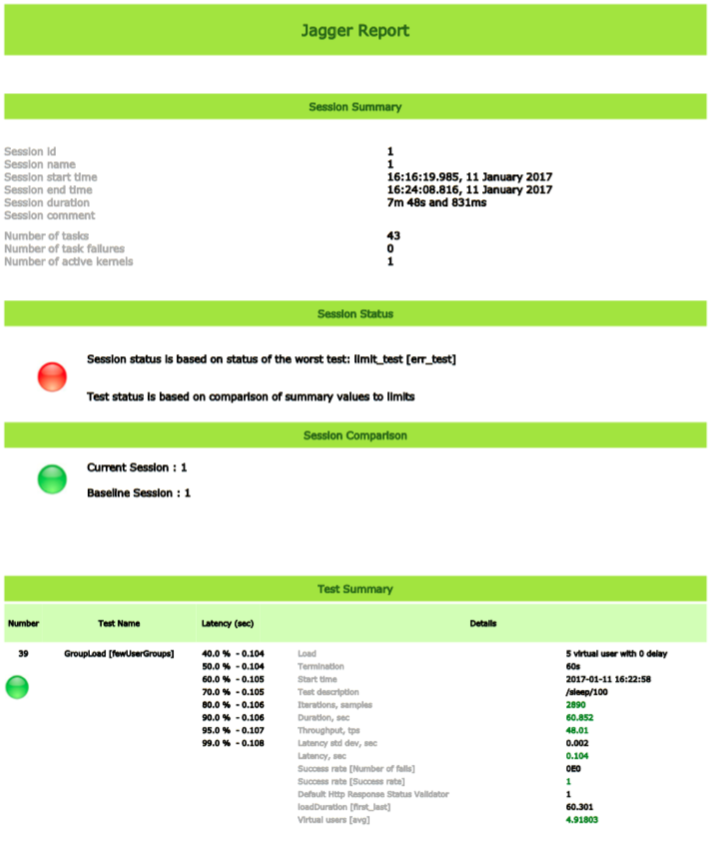 Jagger Report
Session Summary
Session id 1
Session name 1
Session start time 16:16:19.985, 11 January 2017
Session end time 16:24:08.816, 11 January 2017
Session duration 7m 48s and 831ms
Session comment
Number of tasks 43
Number of task failures 0
Number of active kernels 1
Session Status
Session status is based on status of the worst test: limit_test [err_test]
Test status is based on comparison of summary values to limits
Session Comparison
Current Session : 1
Baseline Session : 1
Test Summary
Number Test Name Latency (sec) Details
39 GroupLoad [fewUserGroups] 40.0 % - 0.104 Load 5 virtual user with 0 delay
50.0 % - 0.104 Termination 60s
60.0 % - 0.105 Start time 2017-01-11 16:22:58
70.0 % - 0.105 Test description /sleep/100
80.0 % - 0.106 Iterations, samples 2890
90.0 % - 0.106 Duration, sec 60.852
95.0 % - 0.107 Throughput, tps 48.01
99.0 % - 0.108 Latency std dev, sec 0.002
Latency, sec 0.104
Success rate [Number of fails] 0E0
Success rate [Success rate] 1
Default Http Response Status Validator 1
loadDuration [first_last] 60.301
Virtual users [avg] 4.91803